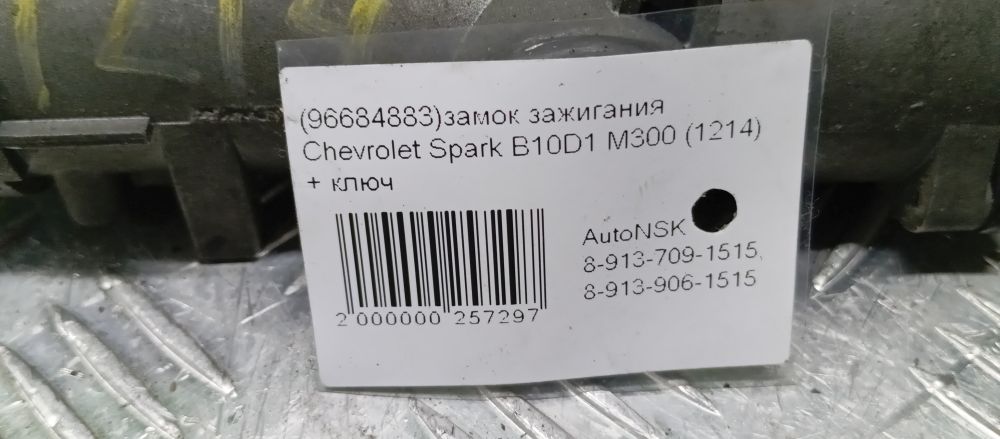 (96684883)замок зажигания
Chevrolet Spark B10D1 M300 (1214)
+ ключ
AutoNSK
8-913-709-1515,
8-913-906-1515
2 000000 257297